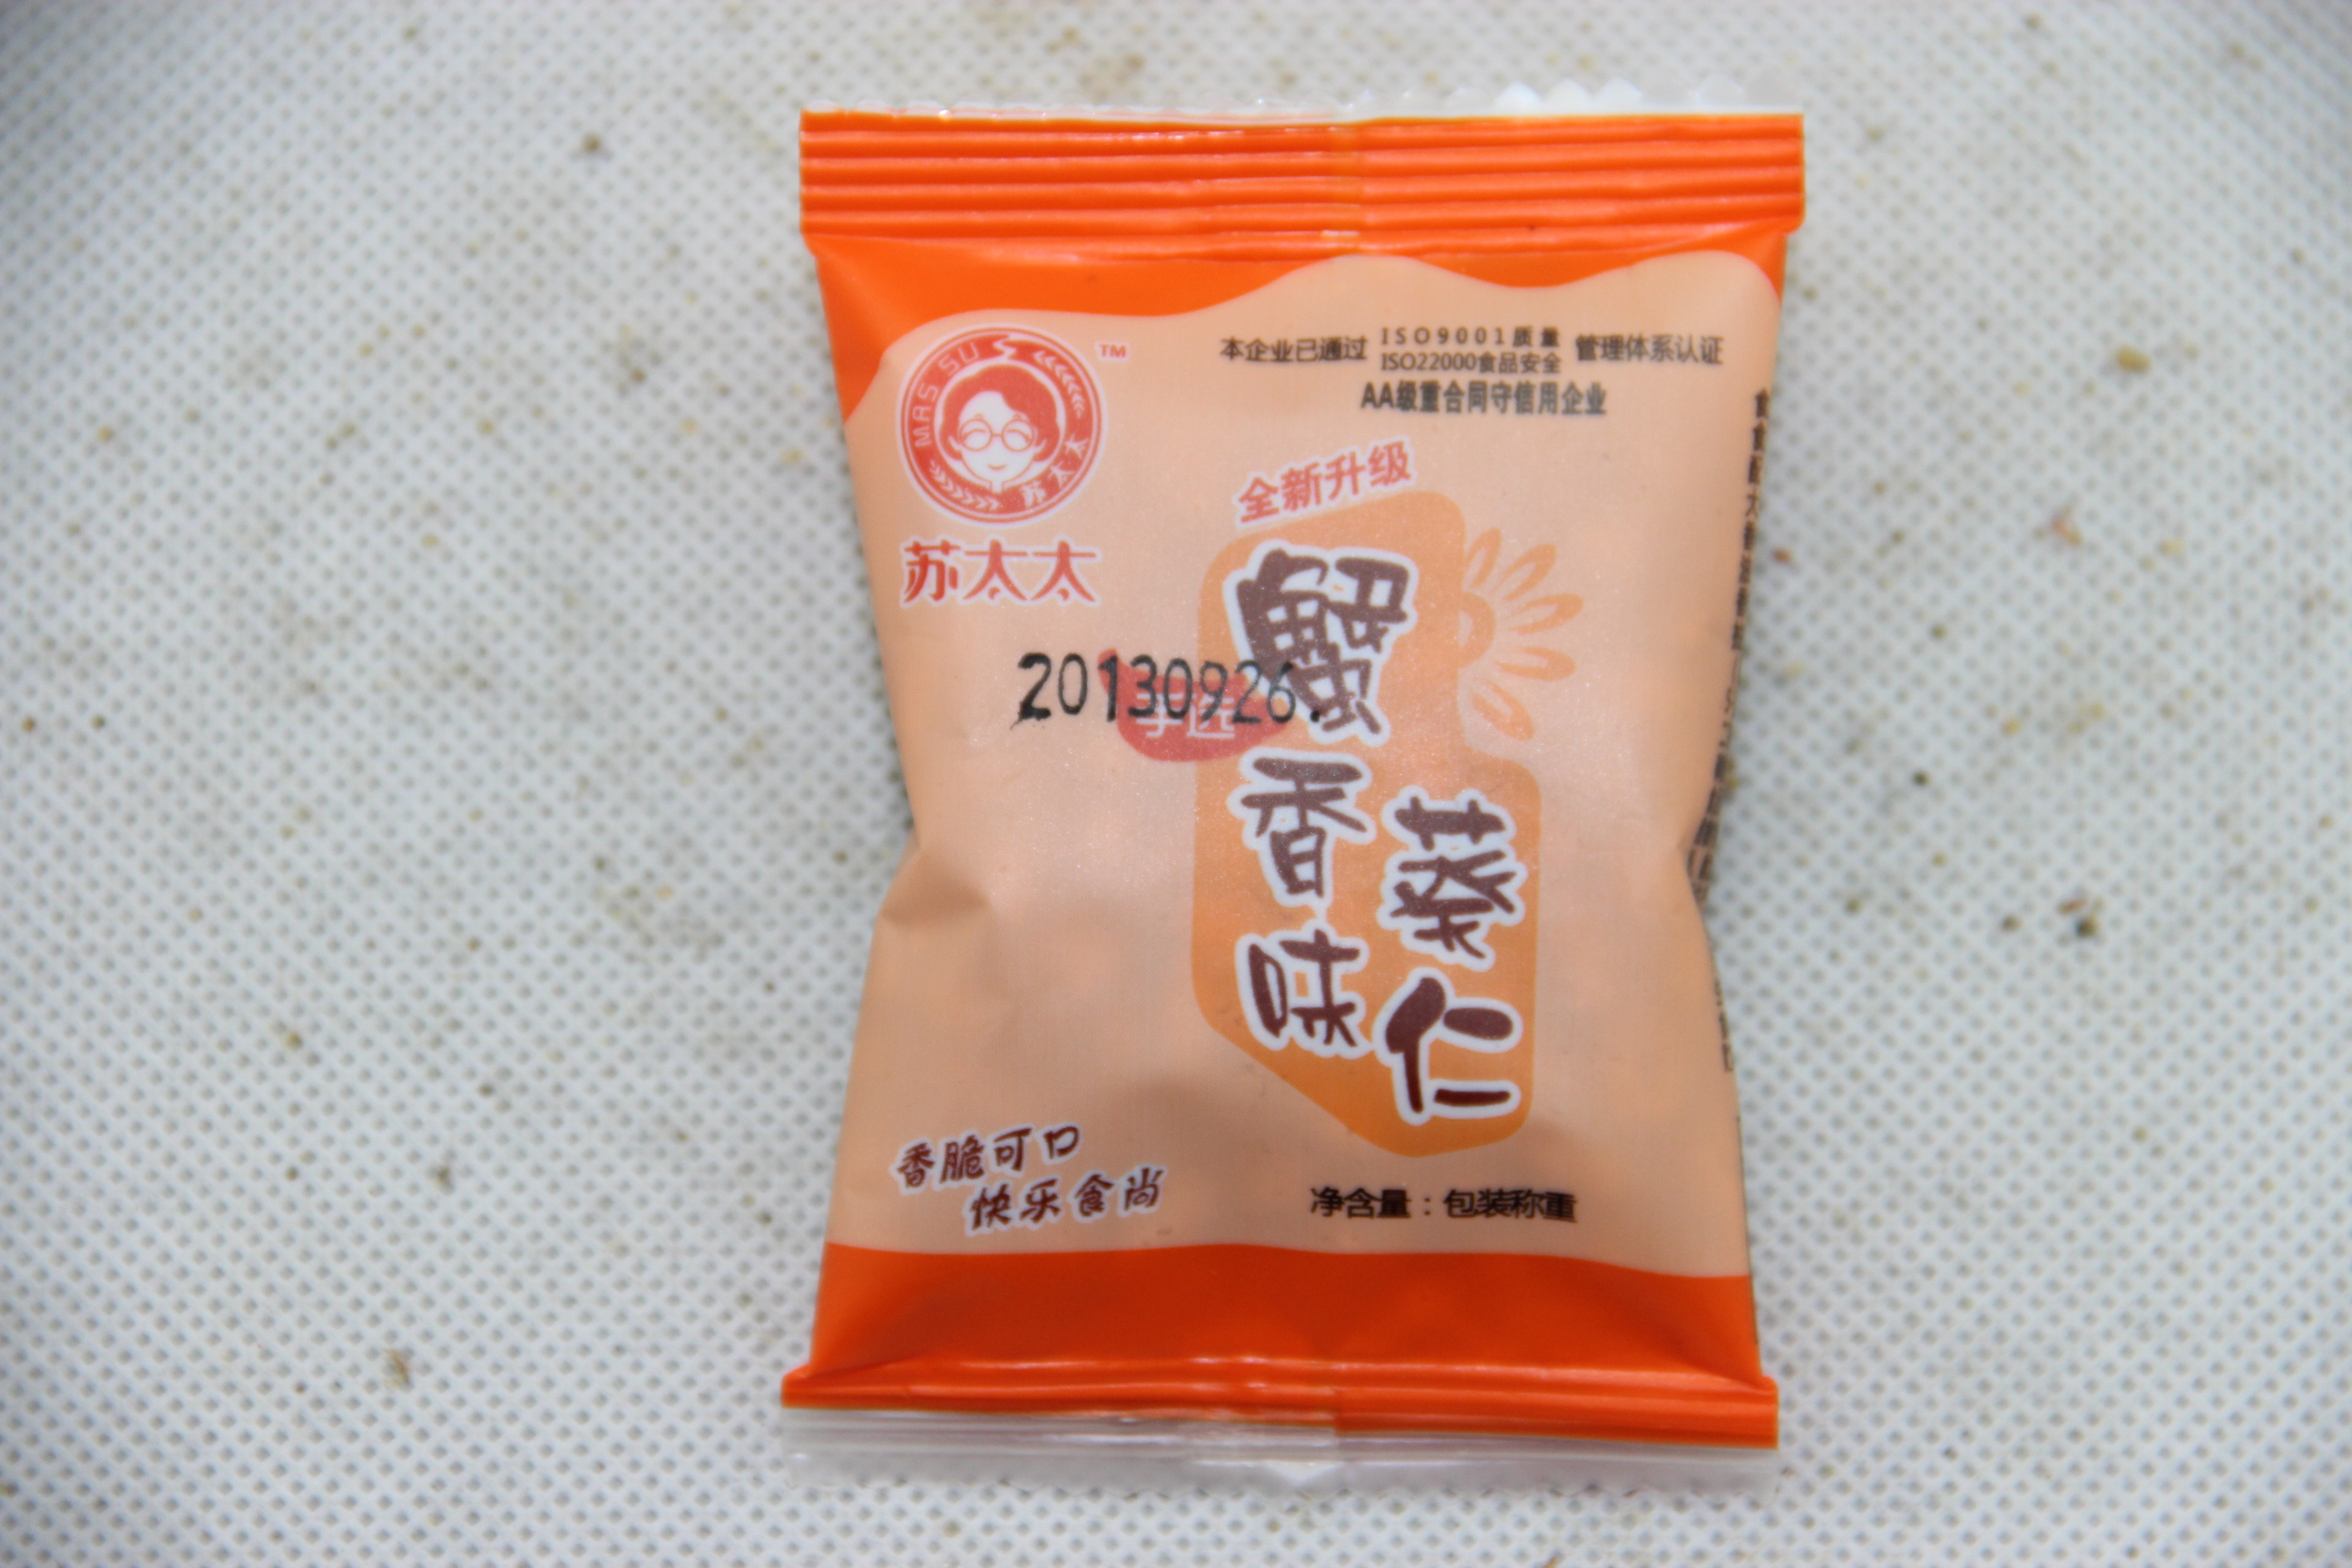 本企业已通过 ISO9001质量 管理体系认证
ISO22000食品安全
AA级重合同守信用企业
MRS SU
苏太太
TM
苏太太
全新升级
20130926
蟹香味
葵仁
香脆可口
快乐食尚
净含量：包装称重